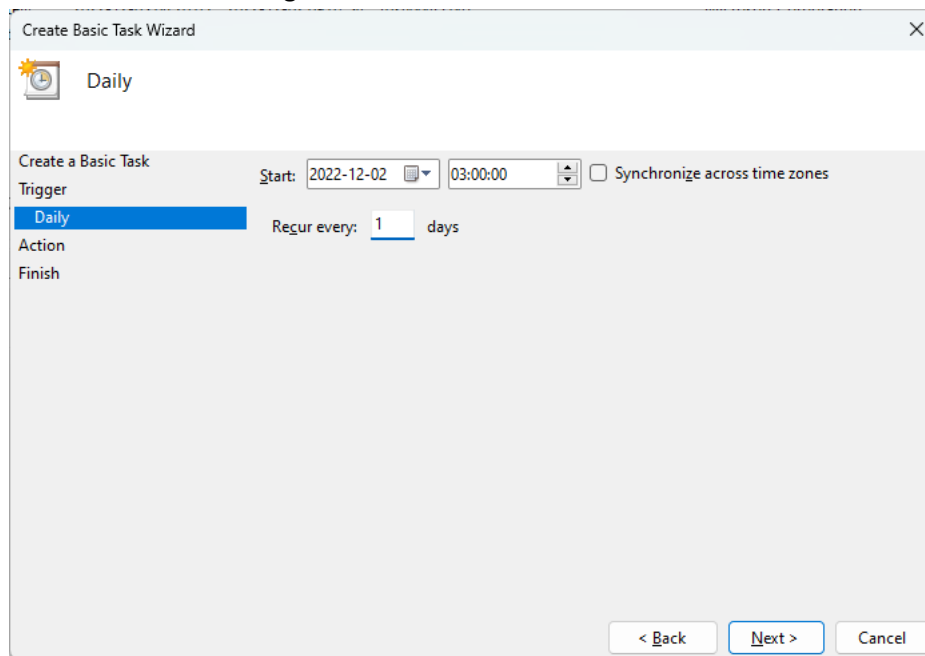 Create Basic Task Wizard
Daily
Create a Basic Task
Trigger
Daily
Action
Finish
Start: 2022-12-02 03:00:00 Synchronize across time zones
Recur every: 1 days
< Back Next > Cancel